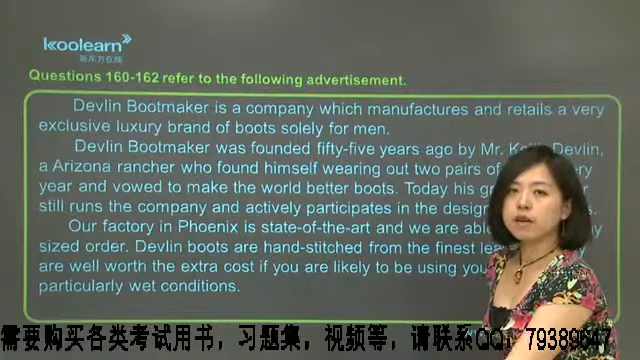 koolearn
新东方在线
Questions 160-162 refer to the following advertisement.
Devlin Bootmaker is a company which manufactures and retails a very
exclusive luxury brand of boots solely for men.
Devlin Bootmaker was founded fifty-five years ago by Mr. Devlin,
a Arizona rancher who found himself wearing out two pairs of
year and vowed to make the world better boots. Today his
still runs the company and actively participates in the
Our factory in Phoenix is state-of-the-art and we are
sized order. Devlin boots are hand-stitched from the finest
are well worth the extra cost if you are likely to be using
particularly wet conditions.
需要购买各类考试用书，习题集，视频等，请联系QQ：